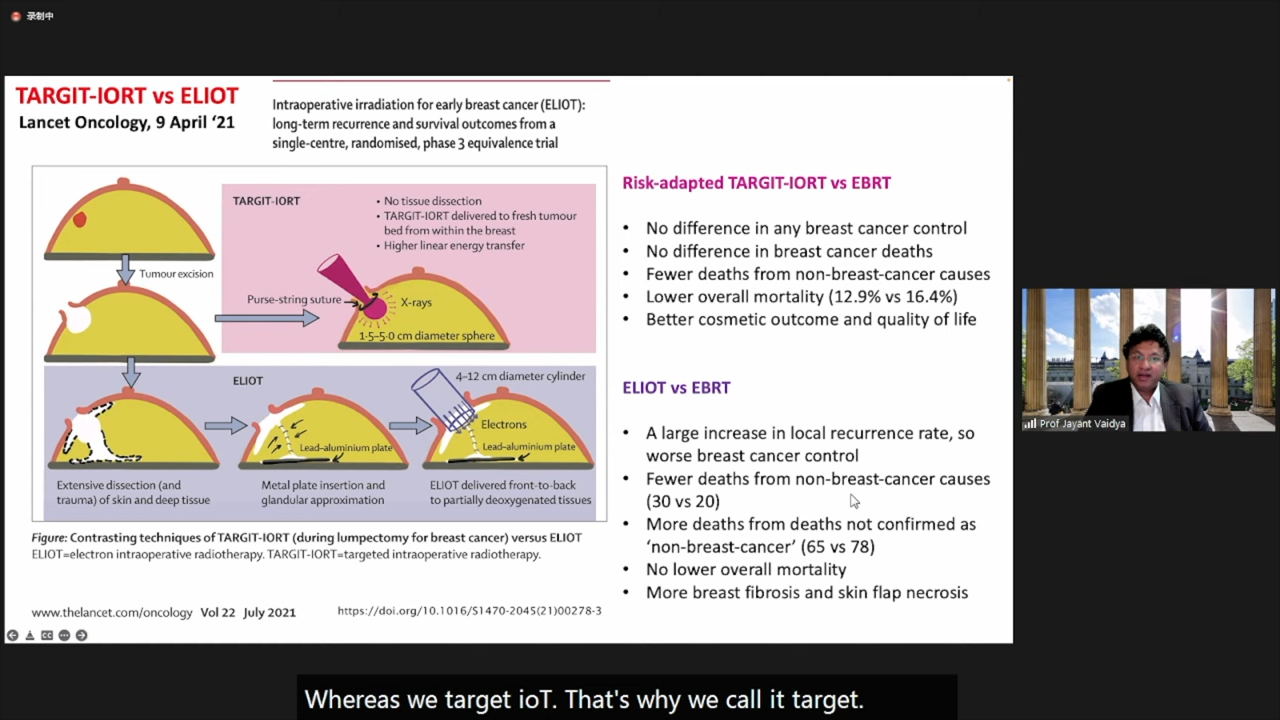 录制中
TARGIT-IORT vs ELIOT
Lancet Oncology, 9 April ‘21
Intraoperative irradiation for early breast cancer (ELIOT):
long-term recurrence and survival outcomes from a
single-centre, randomised, phase 3 equivalence trial
TARGIT-IORT
• No tissue dissection
• TARGIT-IORT delivered to fresh tumour
bed from within the breast
• Higher linear energy transfer
Tumour excision
Purse-string suture
X-rays
1·5–5·0 cm diameter sphere
ELIOT
4–12 cm diameter cylinder
Electrons
Lead–aluminium plate
Lead–aluminium plate
Extensive dissection (and
trauma) of skin and deep tissue
Metal plate insertion and
glandular approximation
ELIOT delivered front-to-back
to partially deoxygenated tissues
Figure: Contrasting techniques of TARGIT-IORT (during lumpectomy for breast cancer) versus ELIOT
ELIOT=electron intraoperative radiotherapy. TARGIT-IORT=targeted intraoperative radiotherapy.
www.thelancet.com/oncology Vol 22 July 2021
https://doi.org/10.1016/S1470-2045(21)00278-3
Risk-adapted TARGIT-IORT vs EBRT
• No difference in any breast cancer control
• No difference in breast cancer deaths
• Fewer deaths from non-breast-cancer causes
• Lower overall mortality (12.9% vs 16.4%)
• Better cosmetic outcome and quality of life
ELIOT vs EBRT
• A large increase in local recurrence rate, so
worse breast cancer control
• Fewer deaths from non-breast-cancer causes
(30 vs 20)
• More deaths from deaths not confirmed as
‘non-breast-cancer’ (65 vs 78)
• No lower overall mortality
• More breast fibrosis and skin flap necrosis
Prof Jayant Vaidya
CC
Whereas we target ioT. That's why we call it target.